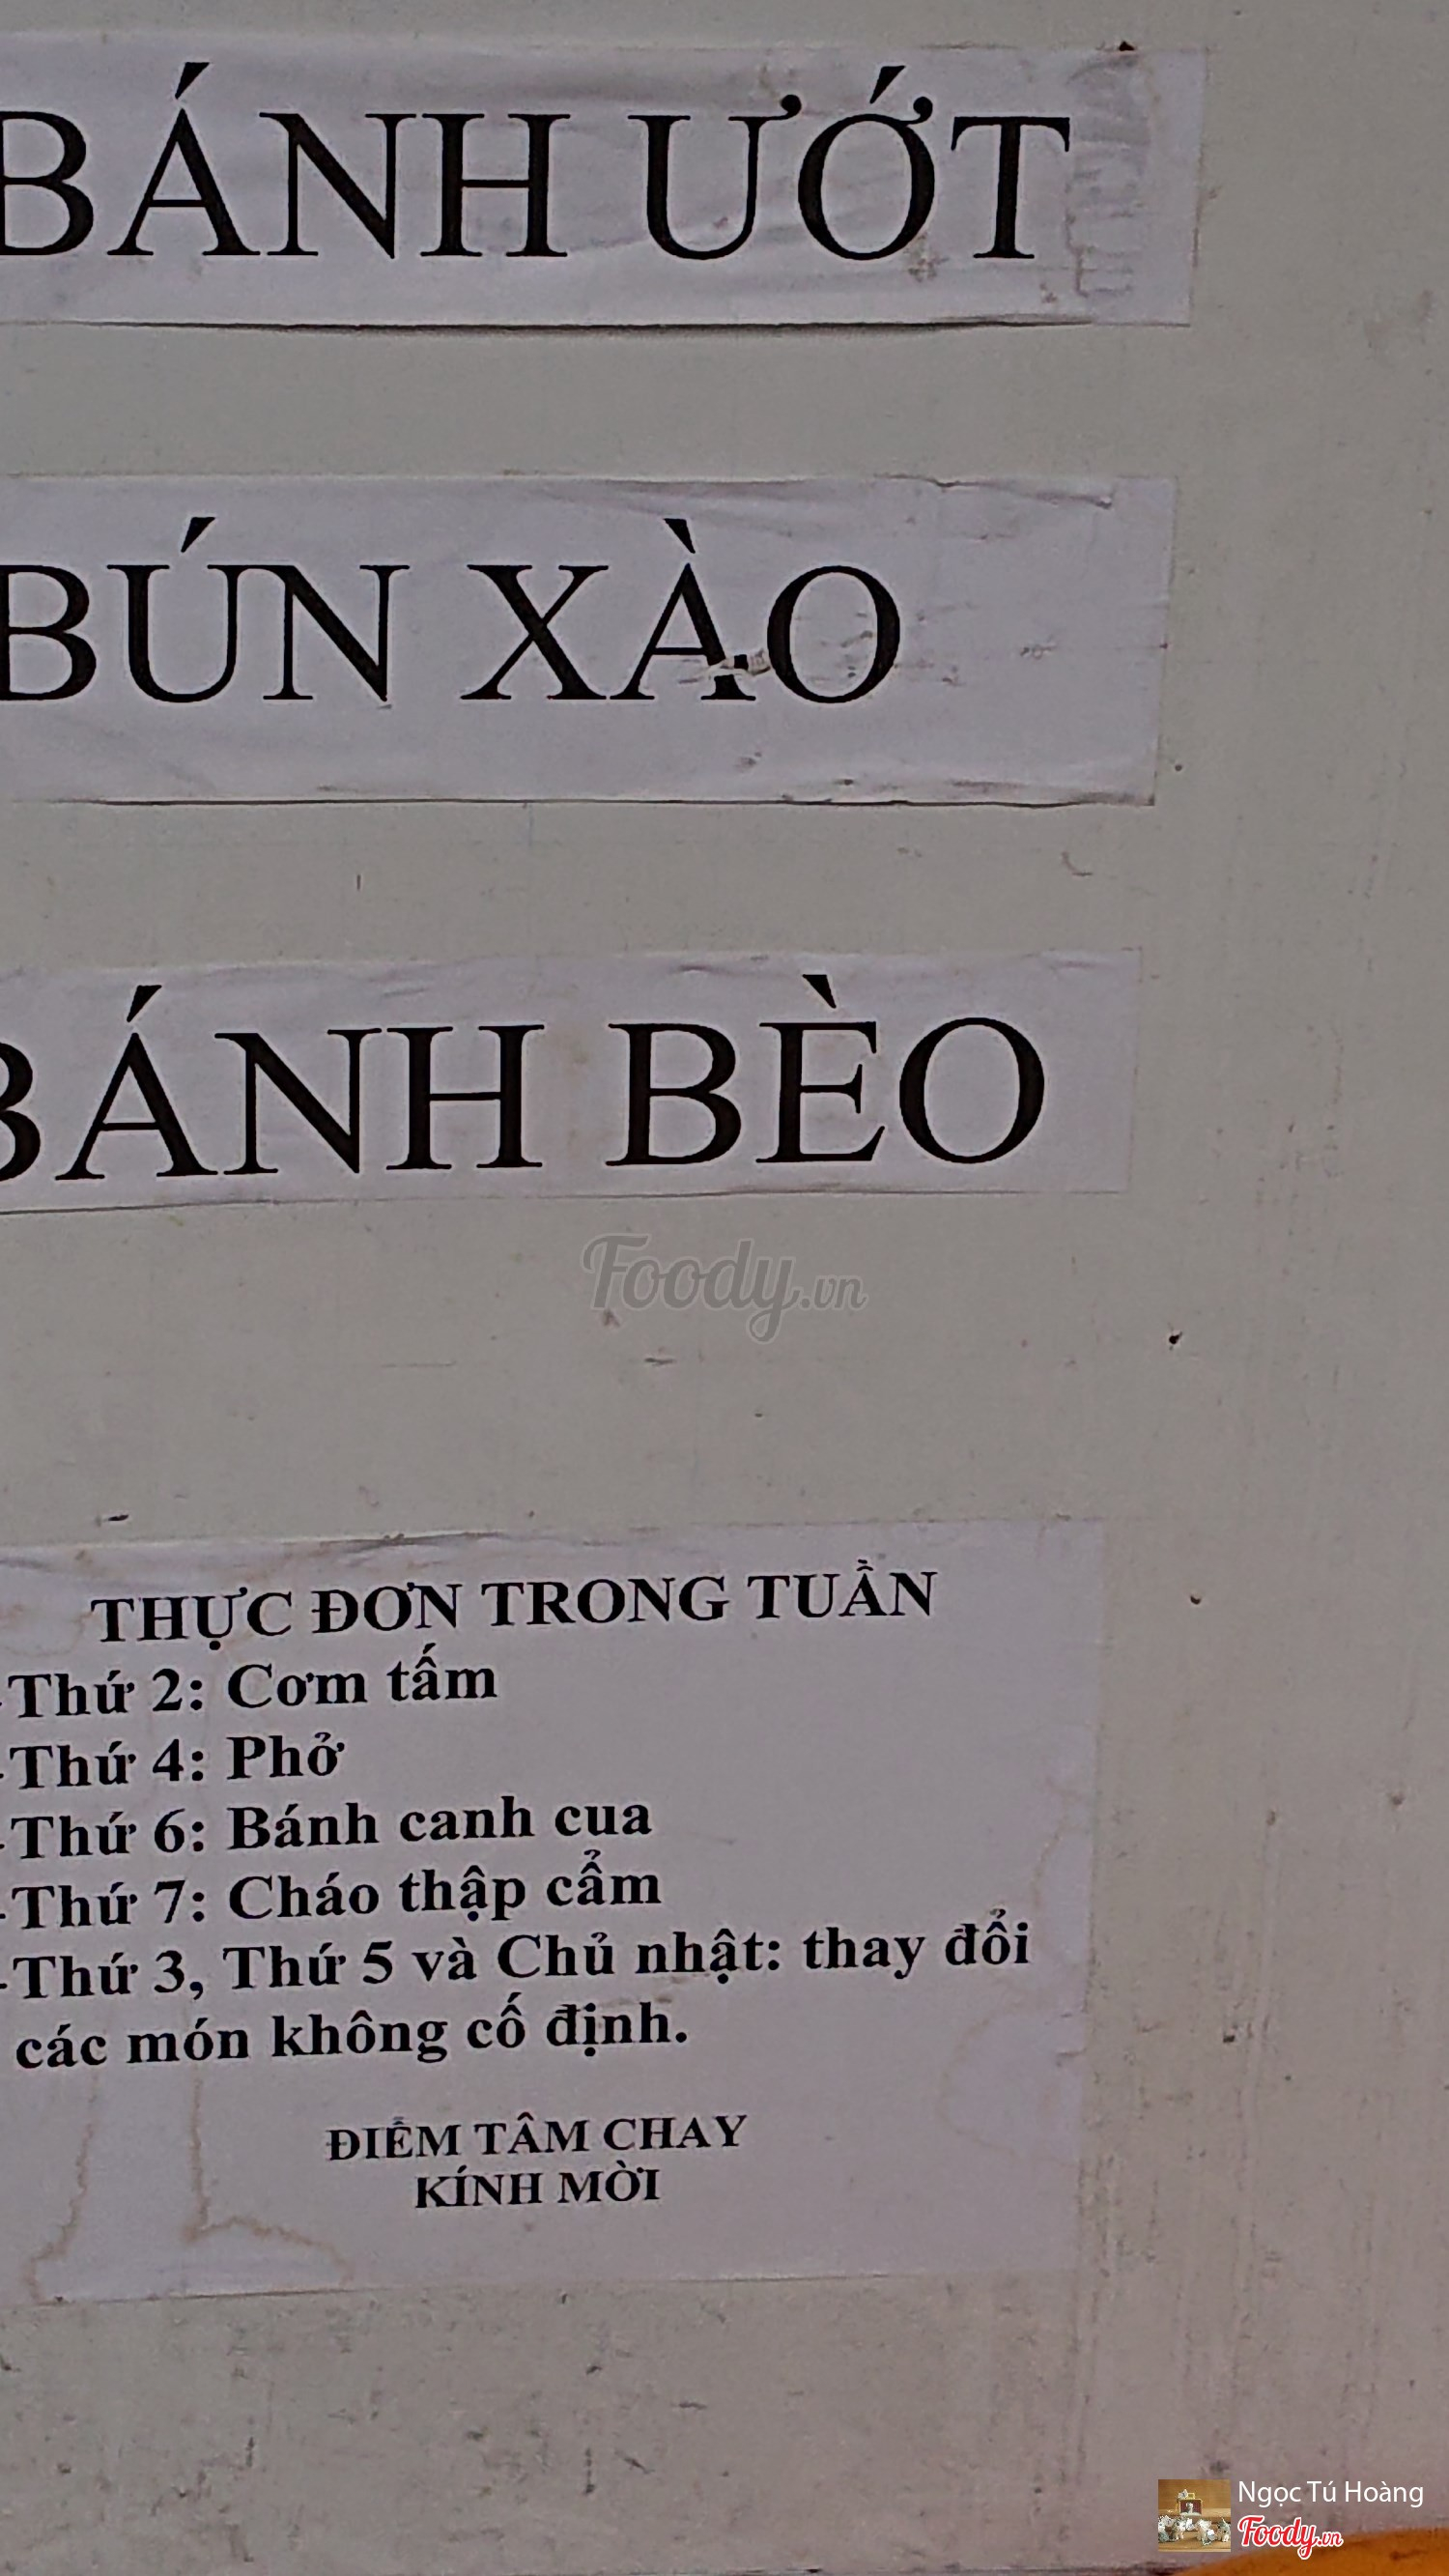 BÁNH ƯỚT
BÚN XÀO
BÁNH BÈO
Foody.vn
THỰC ĐƠN TRONG TUẦN
-Thứ 2: Cơm tấm
-Thứ 4: Phở
-Thứ 6: Bánh canh cua
-Thứ 7: Cháo thập cẩm
-Thứ 3, Thứ 5 và Chủ nhật: thay đổi
các món không cố định.
ĐIỂM TÂM CHAY
KÍNH MỜI
Ngọc Tú Hoàng
Foody.vn